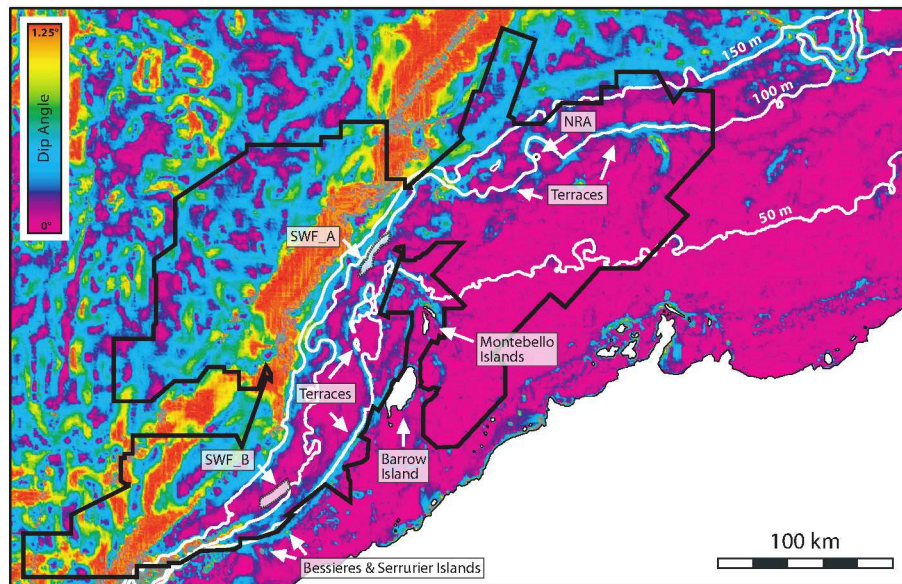 1.25°
Dip Angle
0°
150 m
100 m
NRA
Terraces
50 m
SWF_A
Montebello
Islands
Terraces
SWF_B
Barrow
Island
Bessieres & Serrurier Islands
100 km